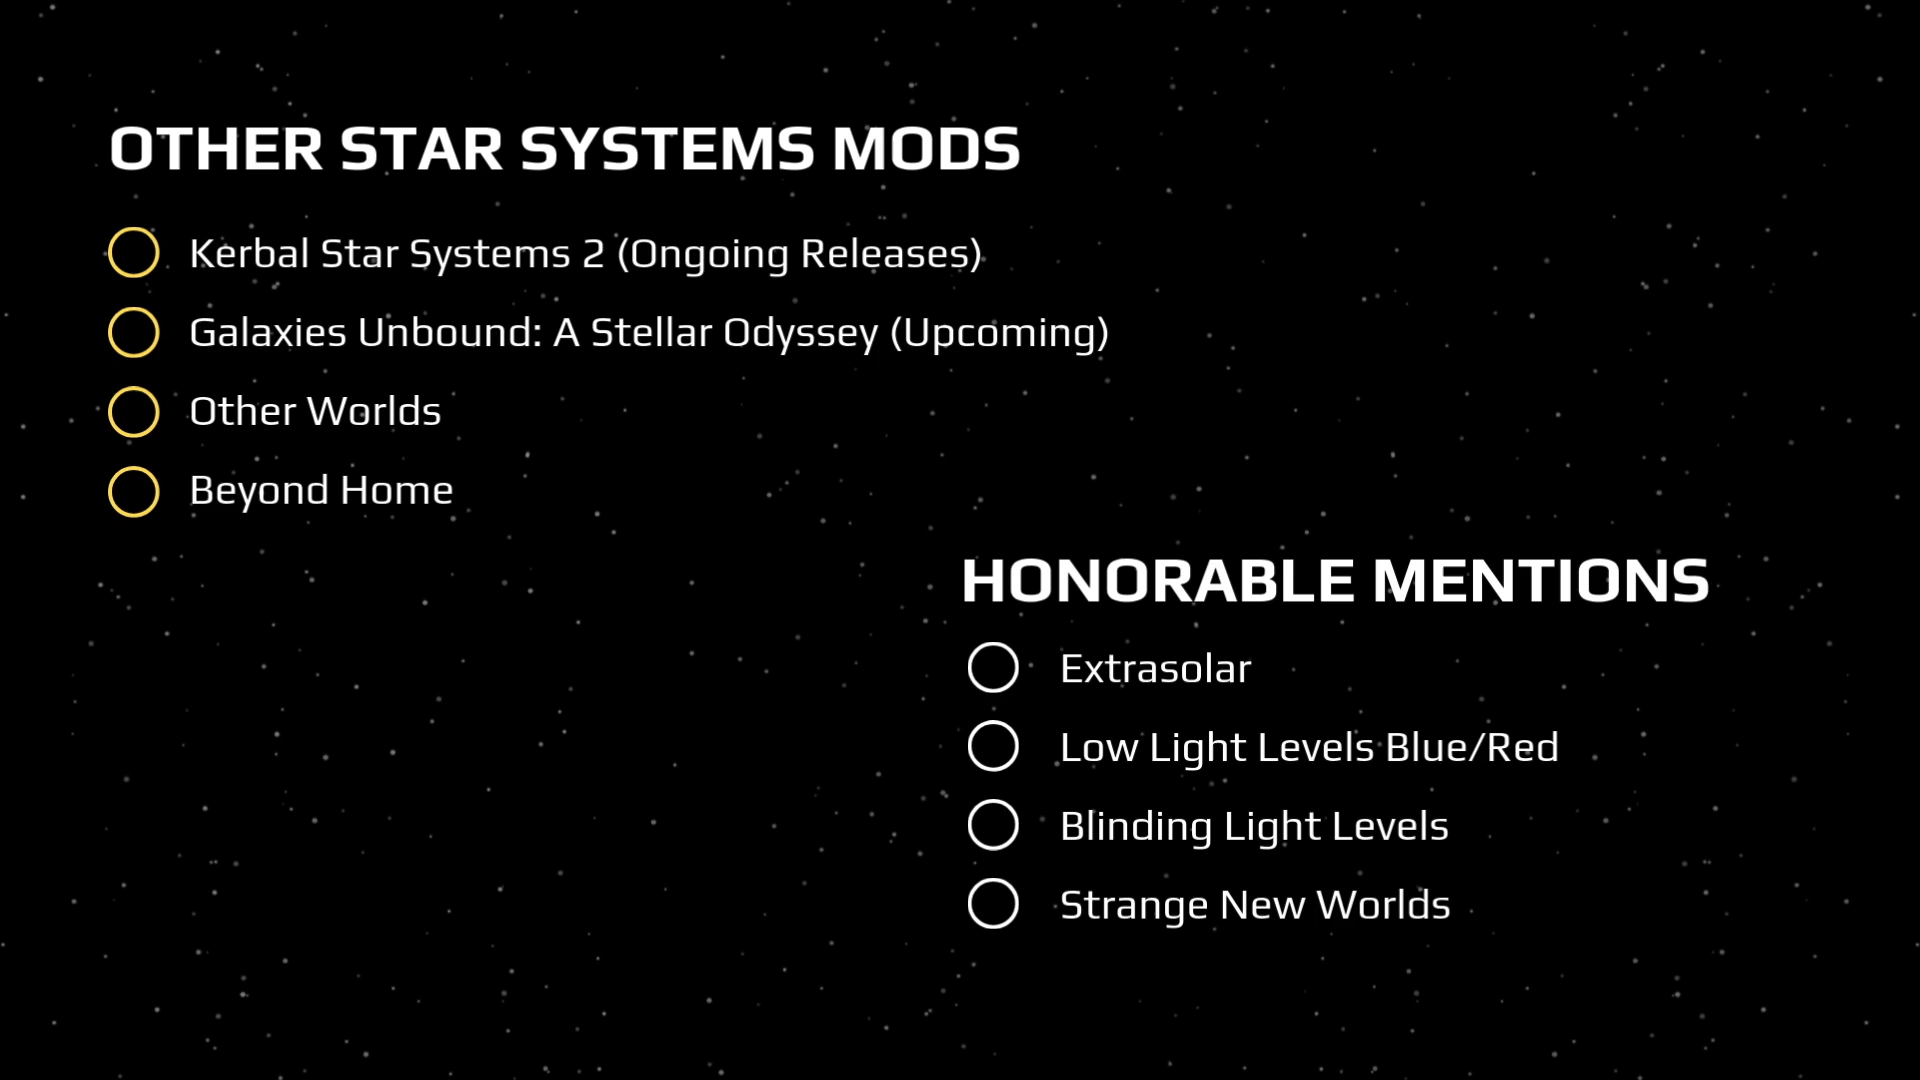 OTHER STAR SYSTEMS MODS
Kerbal Star Systems 2 (Ongoing Releases)
Galaxies Unbound: A Stellar Odyssey (Upcoming)
Other Worlds
Beyond Home
HONORABLE MENTIONS
Extrasolar
Low Light Levels Blue/Red
Blinding Light Levels
Strange New Worlds